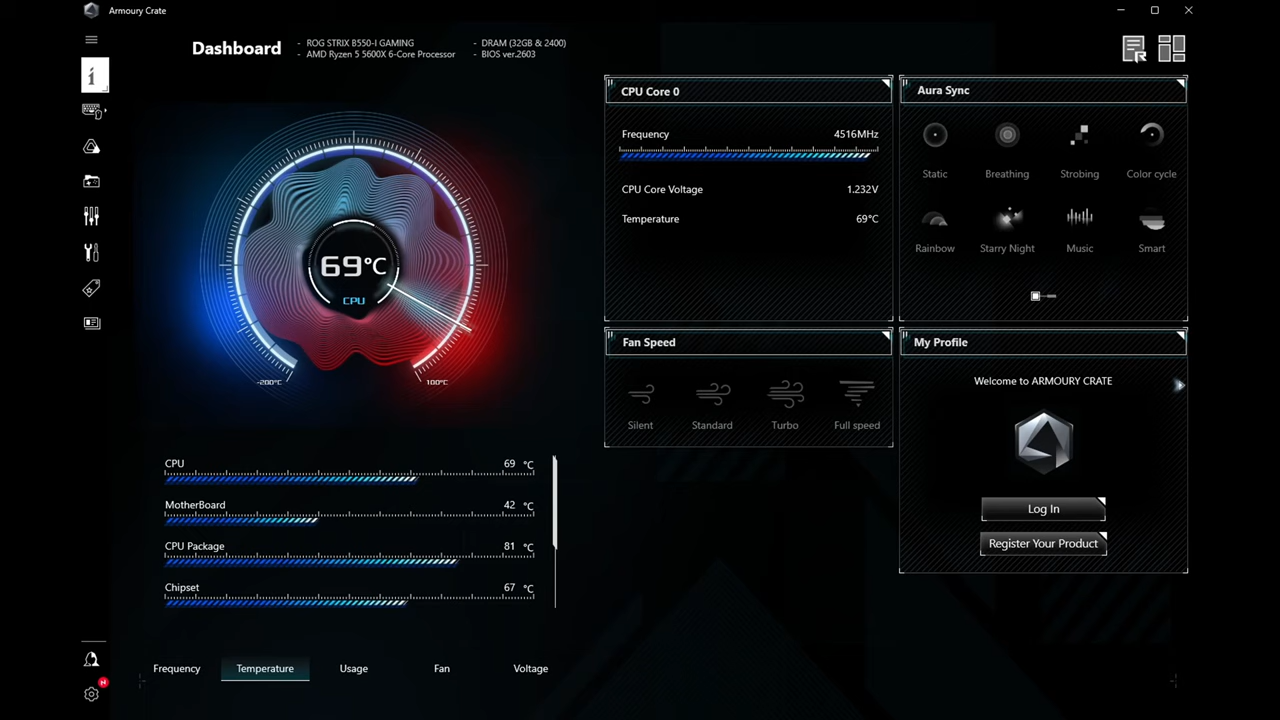 Armoury Crate
Dashboard
- ROG STRIX B550-I GAMING
- AMD Ryzen 5 5600X 6-Core Processor
- DRAM (32GB & 2400)
- BIOS ver.2603
69°C
CPU
-200°C
100°C
CPU 69 °C
MotherBoard 42 °C
CPU Package 81 °C
Chipset 67 °C
Frequency Temperature Usage Fan Voltage
N
CPU Core 0
Frequency 4516MHz
CPU Core Voltage 1.232V
Temperature 69°C
Aura Sync
Static Breathing Strobing Color cycle
Rainbow Starry Night Music Smart
Fan Speed
Silent Standard Turbo Full speed
My Profile
Welcome to ARMOURY CRATE
Log In
Register Your Product